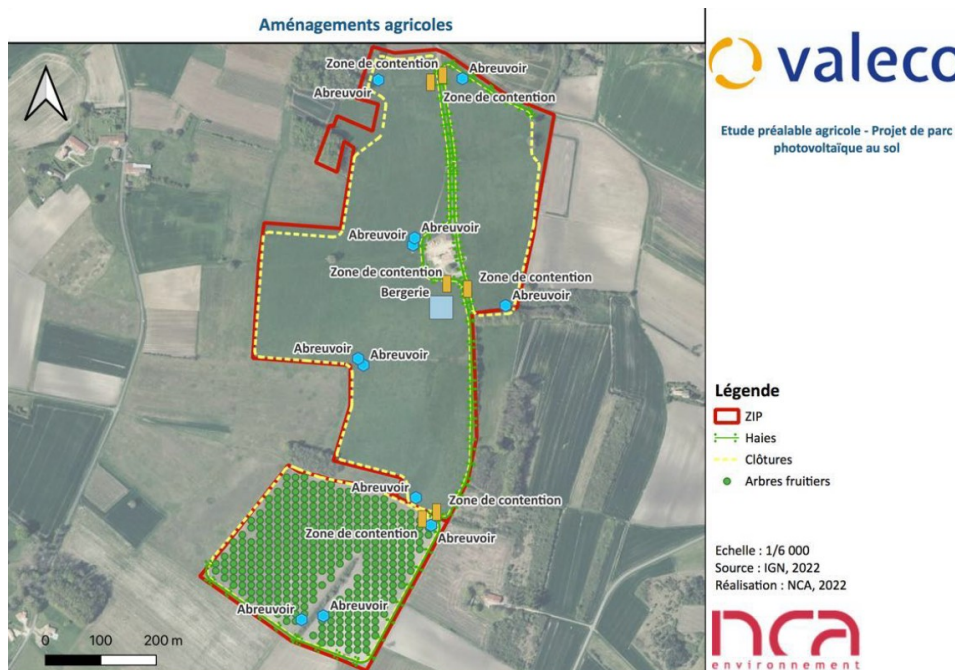 Aménagements agricoles
Zone de contention
Abreuvoir
Abreuvoir
Zone de contention
Abreuvoir
Abreuvoir
Zone de contention
Zone de contention
Bergerie
Abreuvoir
Abreuvoir
Abreuvoir
Abreuvoir
Zone de contention
Zone de contention
Abreuvoir
Abreuvoir
Abreuvoir
0
100
200 m
valeco
Etude préalable agricole - Projet de parc
photovoltaïque au sol
Légende
ZIP
Haies
Clôtures
Arbres fruitiers
Echelle : 1/6 000
Source : IGN, 2022
Réalisation : NCA, 2022
nca
environnement